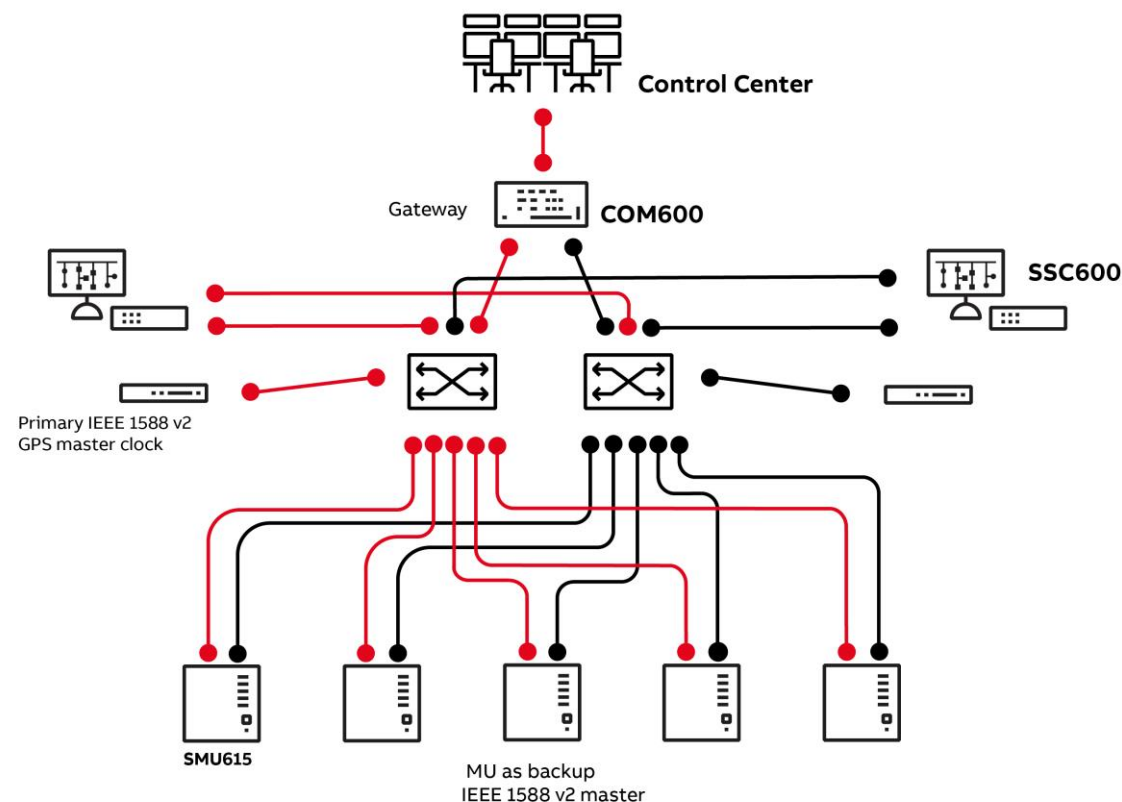 Control Center
Gateway
COM600
SSC600
Primary IEEE 1588 v2
GPS master clock
SMU615
MU as backup
IEEE 1588 v2 master